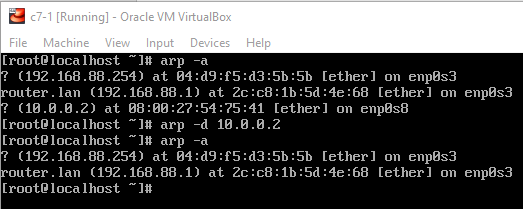 c7-1 [Running] - Oracle VM VirtualBox
File Machine View Input Devices Help
[root@localhost ~]# arp -a
? (192.168.88.254) at 04:d9:f5:d3:5b:5b [ether] on enp0s3
router.lan (192.168.88.1) at 2c:c8:1b:5d:4e:68 [ether] on enp0s3
? (10.0.0.2) at 08:00:27:54:75:41 [ether] on enp0s8
[root@localhost ~]# arp -d 10.0.0.2
[root@localhost ~]# arp -a
? (192.168.88.254) at 04:d9:f5:d3:5b:5b [ether] on enp0s3
router.lan (192.168.88.1) at 2c:c8:1b:5d:4e:68 [ether] on enp0s3
[root@localhost ~]#